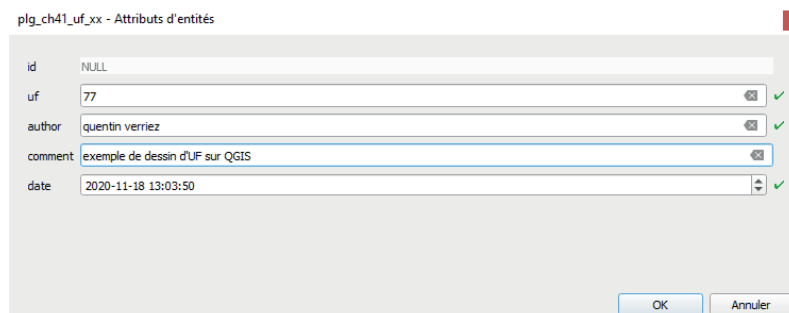 plg_ch41_uf_xx - Attributs d'entités
id NULL
uf 77
author quentin verriez
comment exemple de dessin d'UF sur QGIS
date 2020-11-18 13:03:50
OK Annuler